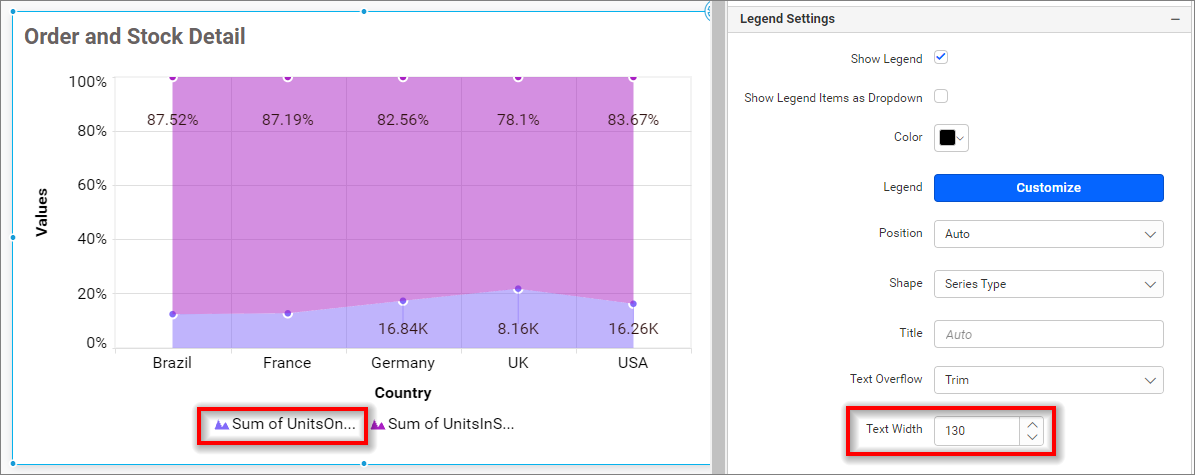 Order and Stock Detail
100%
80%
60%
40%
20%
0%
Values
87.52% 87.19% 82.56% 78.1% 83.67%
16.84K 8.16K 16.26K
Brazil France Germany UK USA
Country
Sum of UnitsOn... Sum of UnitsInS...
Legend Settings
Show Legend
Show Legend Items as Dropdown
Color
Legend Customize
Position Auto
Shape Series Type
Title Auto
Text Overflow Trim
Text Width 130